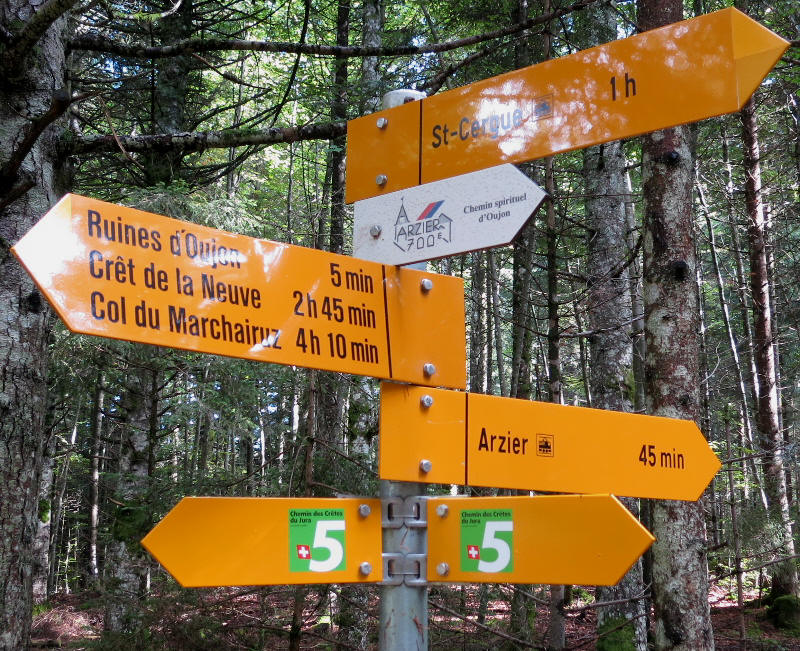 St-Cergue 1 h
ARZIER
700E
Chemin spirituel
d'Oujon
Ruines d'Oujon 5 min
Crêt de la Neuve 2 h 45 min
Col du Marchairuz 4 h 10 min
Arzier 45 min
Chemin des Crêtes
du Jura
5
Chemin des Crêtes
du Jura
5